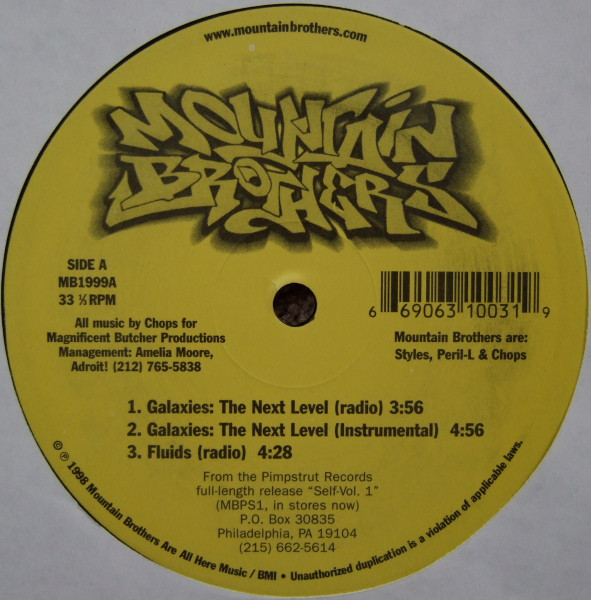 www.mountainbrothers.com
MOUNTAIN
BROTHERS
SIDE A
MB1999A
33 ⅓ RPM
6 69063 10031 9
All music by Chops for
Magnificent Butcher Productions
Management: Amelia Moore,
Adroit! (212) 765-5838
Mountain Brothers are:
Styles, Peril-L & Chops
1. Galaxies: The Next Level (radio) 3:56
2. Galaxies: The Next Level (Instrumental) 4:56
3. Fluids (radio) 4:28
From the Pimpstrut Records
full-length release “Self-Vol. 1”
(MBPS1, in stores now)
P.O. Box 30835
Philadelphia, PA 19104
(215) 662-5614
© ℗ 1998 Mountain Brothers Are All Here Music / BMI • Unauthorized duplication is a violation of applicable laws.